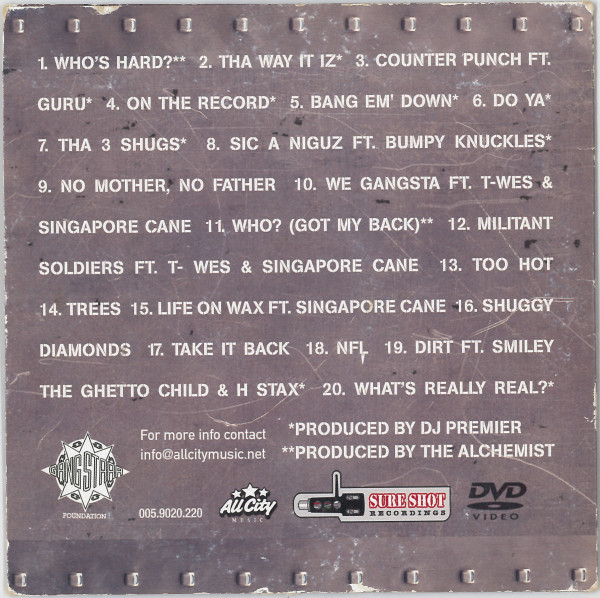 1. WHO'S HARD?** 2. THA WAY IT IZ* 3. COUNTER PUNCH FT.
GURU* 4. ON THE RECORD* 5. BANG EM' DOWN* 6. DO YA*
7. THA 3 SHUGS* 8. SIC A NIGUZ FT. BUMPY KNUCKLES*
9. NO MOTHER, NO FATHER 10. WE GANGSTA FT. T-WES &
SINGAPORE CANE 11. WHO? (GOT MY BACK)** 12. MILITANT
SOLDIERS FT. T- WES & SINGAPORE CANE 13. TOO HOT
14. TREES 15. LIFE ON WAX FT. SINGAPORE CANE 16. SHUGGY
DIAMONDS 17. TAKE IT BACK 18. NFL 19. DIRT FT. SMILEY
THE GHETTO CHILD & H STAX* 20. WHAT'S REALLY REAL?*
For more info contact
info@allcitymusic.net
*PRODUCED BY DJ PREMIER
**PRODUCED BY THE ALCHEMIST
GANG STARR
FOUNDATION
005.9020.220
All City
MUSIC
SURE SHOT
RECORDINGS
DVD
VIDEO